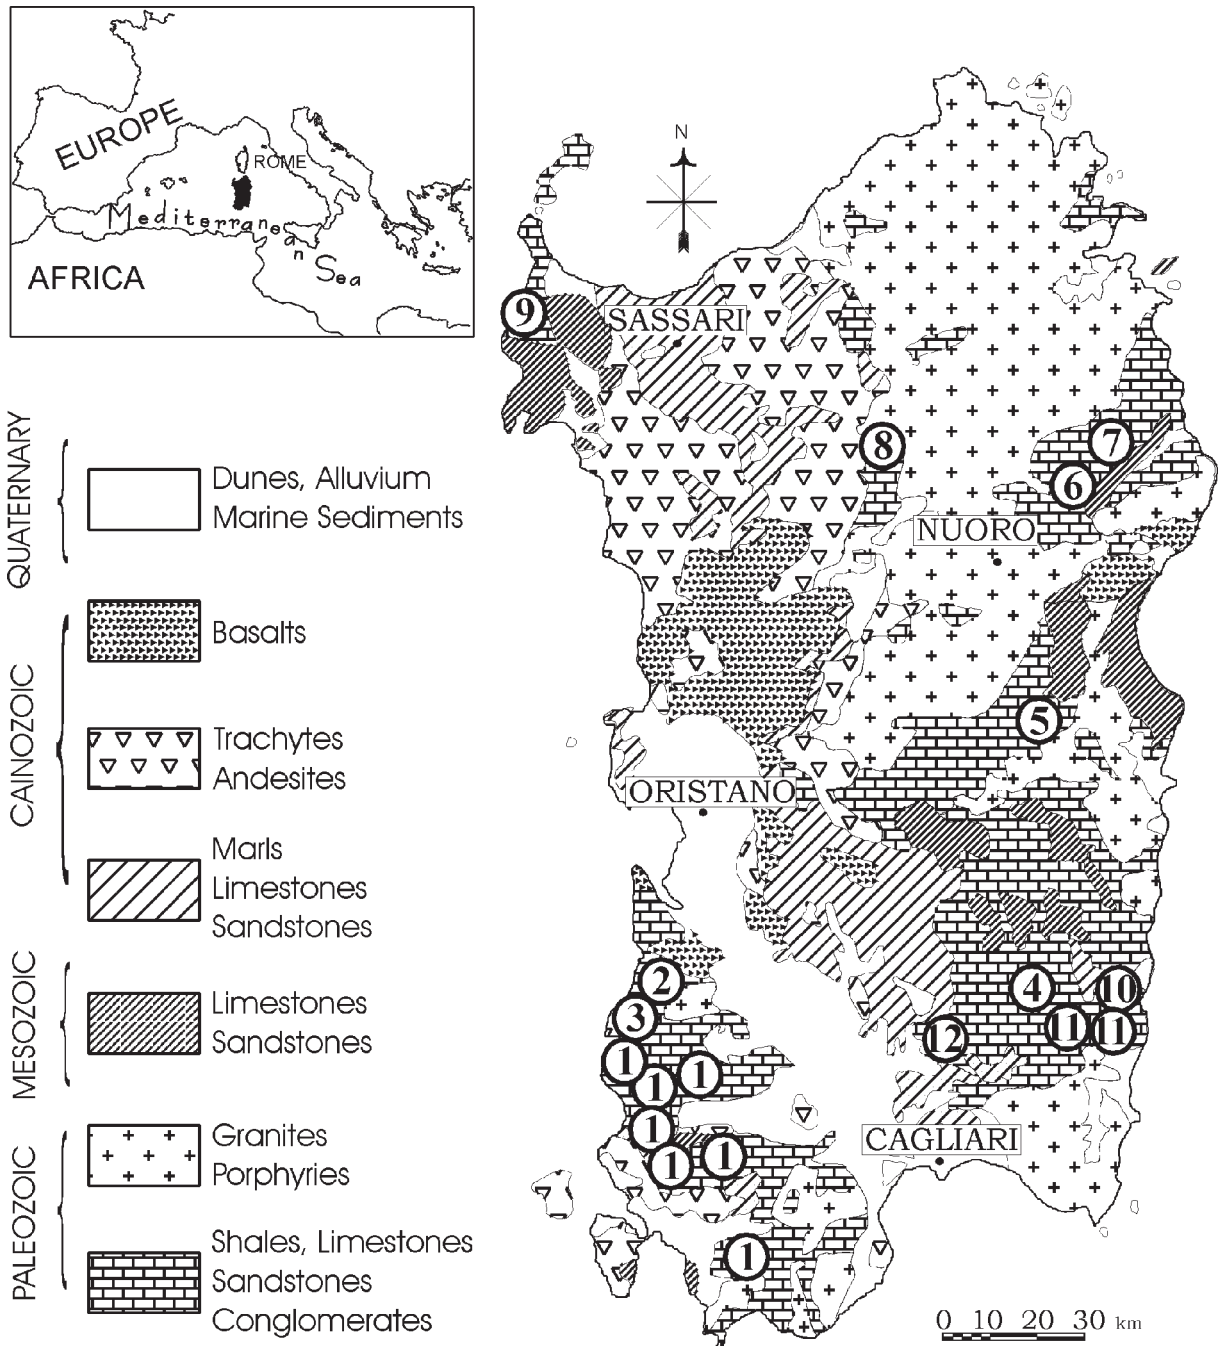 EUROPE
ROME
Mediterranean Sea
AFRICA
N
QUATERNARY
Dunes, Alluvium
Marine Sediments
CAINOZOIC
Basalts
Trachytes
Andesites
Marls
Limestones
Sandstones
MESOZOIC
Limestones
Sandstones
PALEOZOIC
Granites
Porphyries
Shales, Limestones
Sandstones
Conglomerates
9
SASSARI
8
7
6
NUORO
5
ORISTANO
2
3
1
1
1
1
1
1
4
10
11
11
12
CAGLIARI
1
0 10 20 30 km